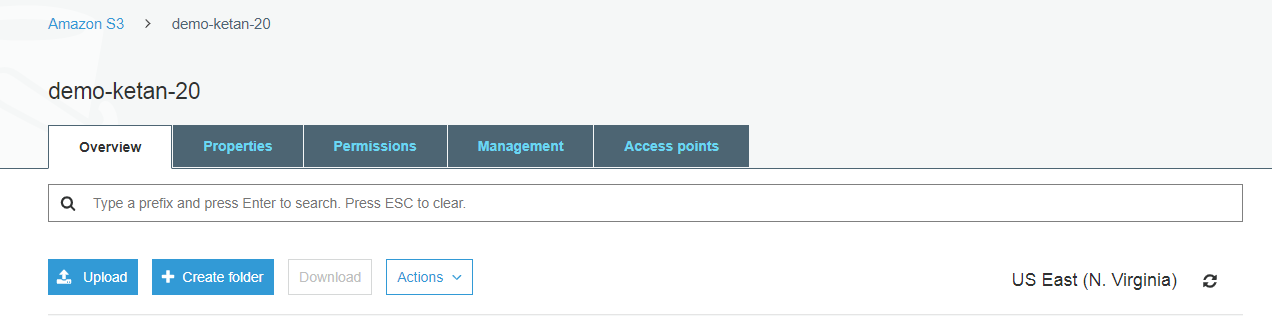 Amazon S3 > demo-ketan-20
demo-ketan-20
Overview Properties Permissions Management Access points
Type a prefix and press Enter to search. Press ESC to clear.
Upload Create folder Download Actions US East (N. Virginia)